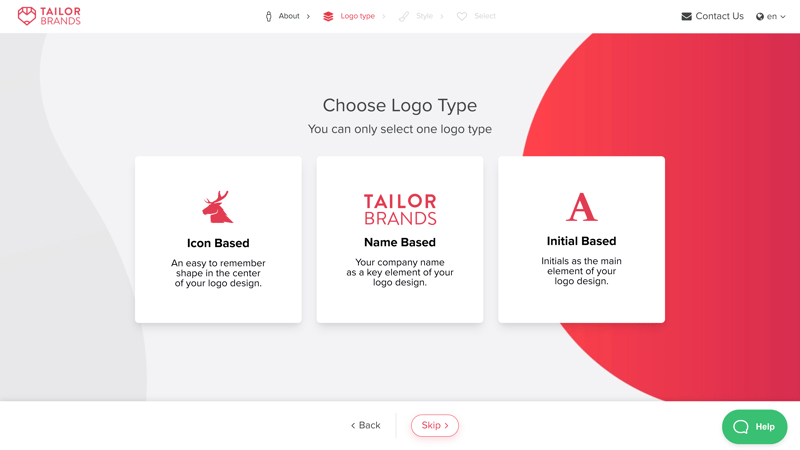 TAILOR
BRANDS
About
Logo type
Style
Select
Contact Us
en
Choose Logo Type
You can only select one logo type
TAILOR
BRANDS
A
Icon Based
Name Based
Initial Based
An easy to remember
shape in the center
of your logo design.
Your company name
as a key element of your
logo design.
Initials as the main
element of your
logo design.
Back
Skip
Help